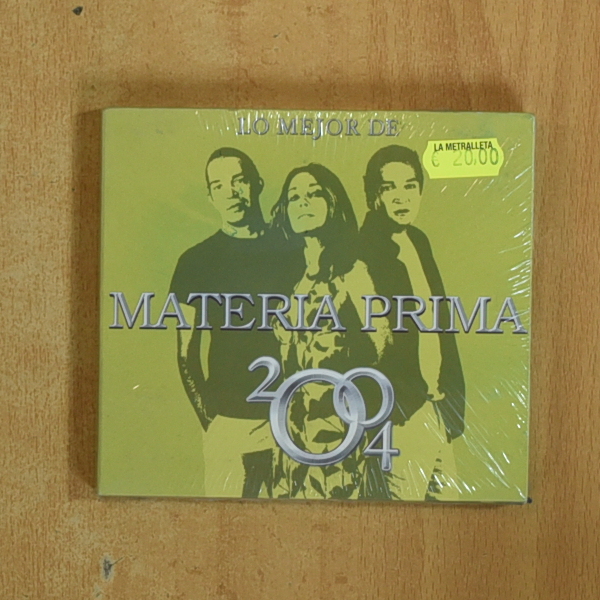 LO MEJOR DE
LA METRALLETA
€ 20,00
MATERIA PRIMA
2004